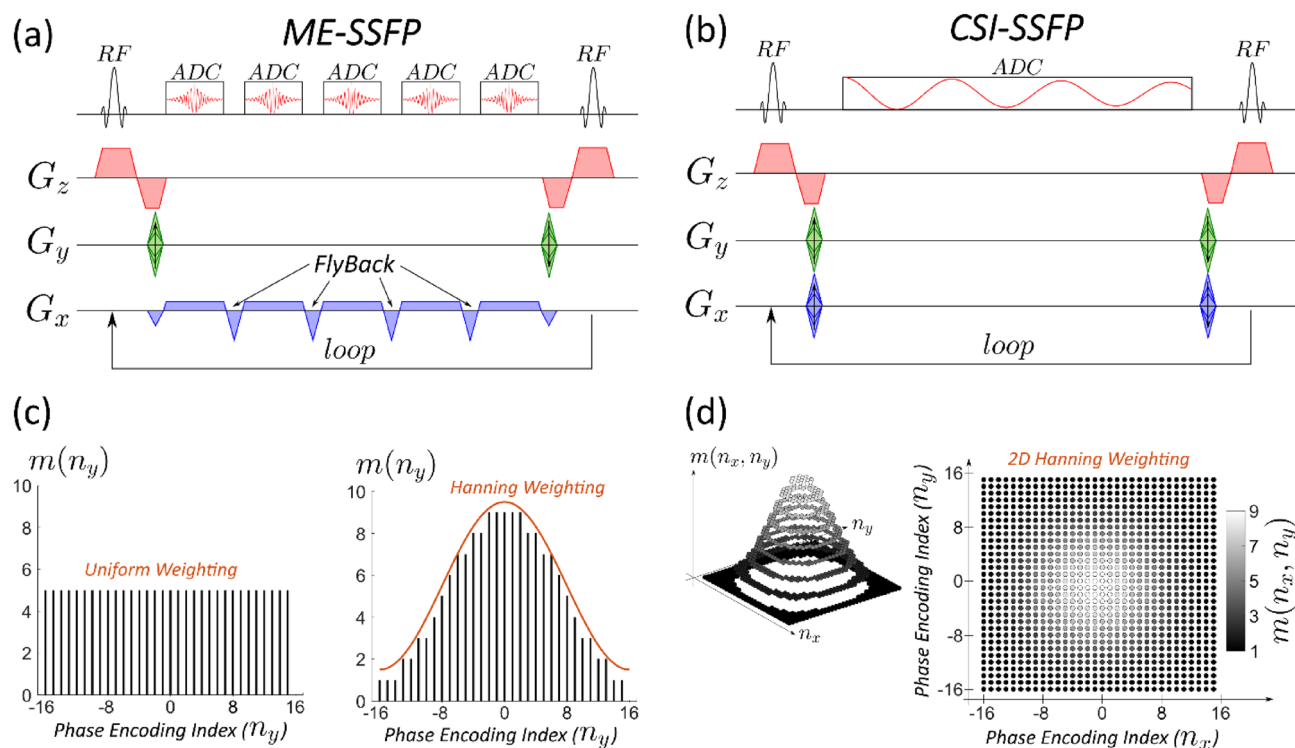 (a)
ME-SSFP
RF
ADC
ADC
ADC
ADC
ADC
RF
G_z
G_y
FlyBack
G_x
loop
(b)
CSI-SSFP
RF
ADC
RF
G_z
G_y
G_x
loop
(c)
m(n_y)
10
8
6
4
2
0
Uniform Weighting
-16
-8
0
8
16
Phase Encoding Index (n_y)
m(n_y)
10
8
6
4
2
0
Hanning Weighting
-16
-8
0
8
16
Phase Encoding Index (n_y)
(d)
m(n_x, n_y)
n_y
n_x
2D Hanning Weighting
Phase Encoding Index (n_y)
16
8
0
-8
-16
-16
-8
0
8
16
Phase Encoding Index (n_x)
9
7
5
3
1
m(n_x, n_y)